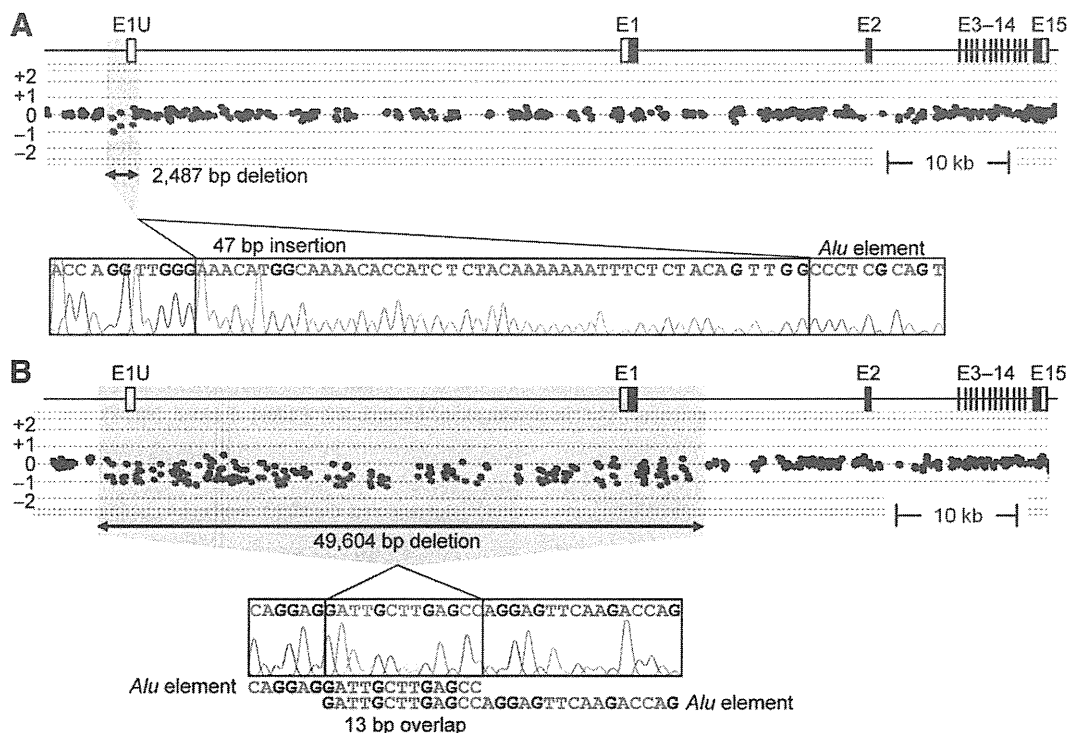 A
E1U E1 E2 E3–14 E15
+2
+1
0
−1
−2
10 kb
2,487 bp deletion
47 bp insertion
Alu element
ACCAGGTTGGGAAACATGGCAAAACACCATCTCTACAAAAAAATTTCTCTACAGTTGGCCCTCGCAGT
B
E1U E1 E2 E3–14 E15
+2
+1
0
−1
−2
10 kb
49,604 bp deletion
CAGGAGGATTGCTTGAGCCAGGAGTTCAAGACCAG
Alu element CAGGAGGATTGCTTGAGCC
GATTGCTTGAGCCAGGAGTTCAAGACCAG Alu element
13 bp overlap